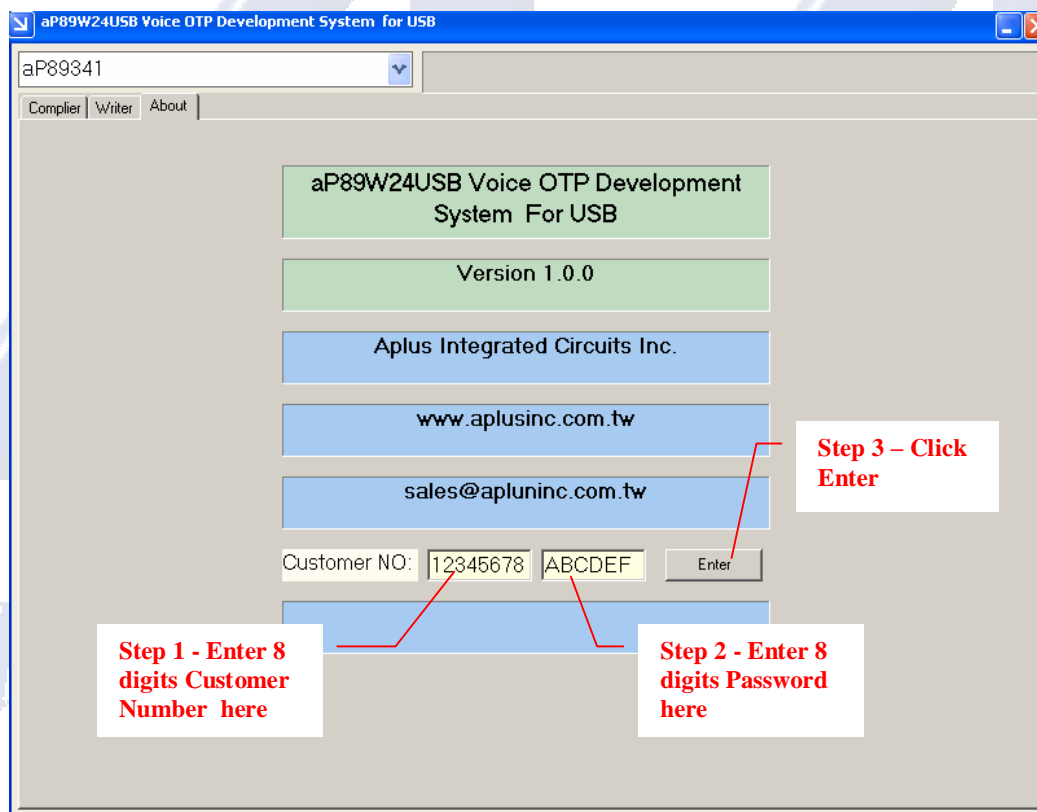 aP89W24USB Voice OTP Development System for USB
aP89341
Complier Writer About
aP89W24USB Voice OTP Development
System For USB
Version 1.0.0
Aplus Integrated Circuits Inc.
www.aplusinc.com.tw
Step 3 – Click
Enter
sales@apluninc.com.tw
Customer NO: 12345678 ABCDEF Enter
Step 1 - Enter 8
digits Customer
Number here
Step 2 - Enter 8
digits Password
here